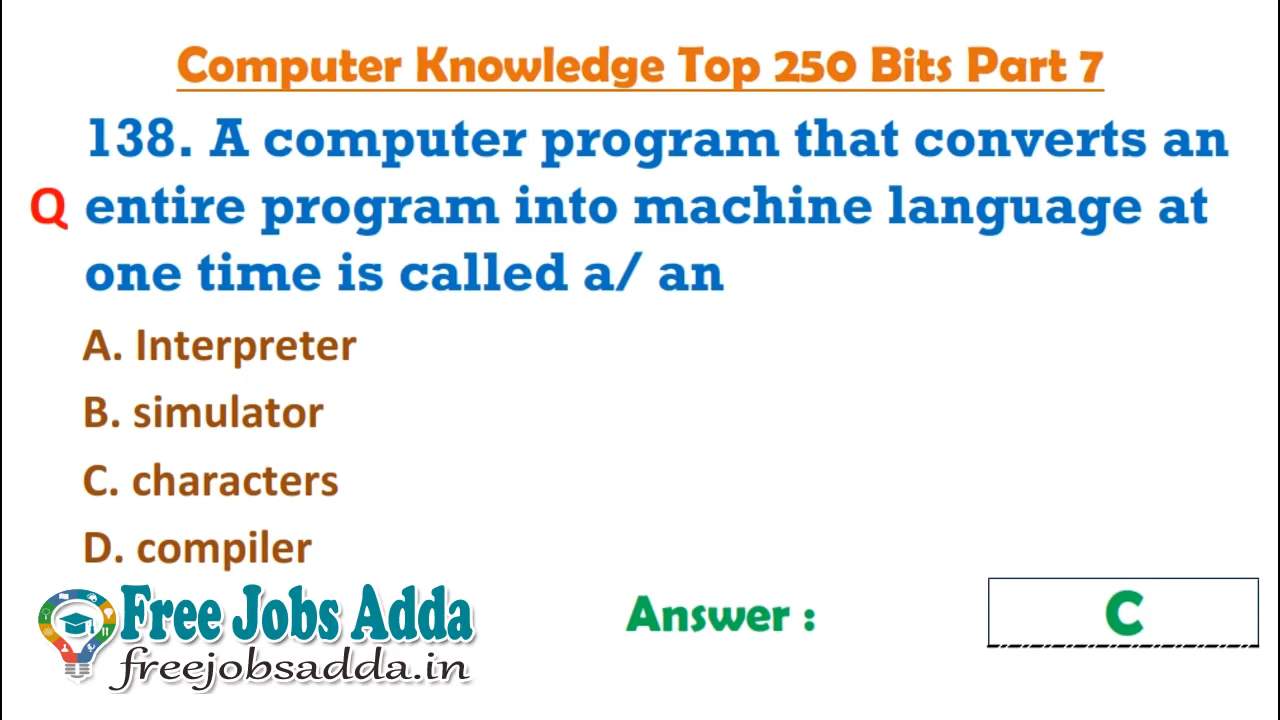 Computer Knowledge Top 250 Bits Part 7
138. A computer program that converts an
Q entire program into machine language at
one time is called a/ an
A. Interpreter
B. simulator
C. characters
D. compiler
Free Jobs Adda
freejobsadda.in
Answer :
C